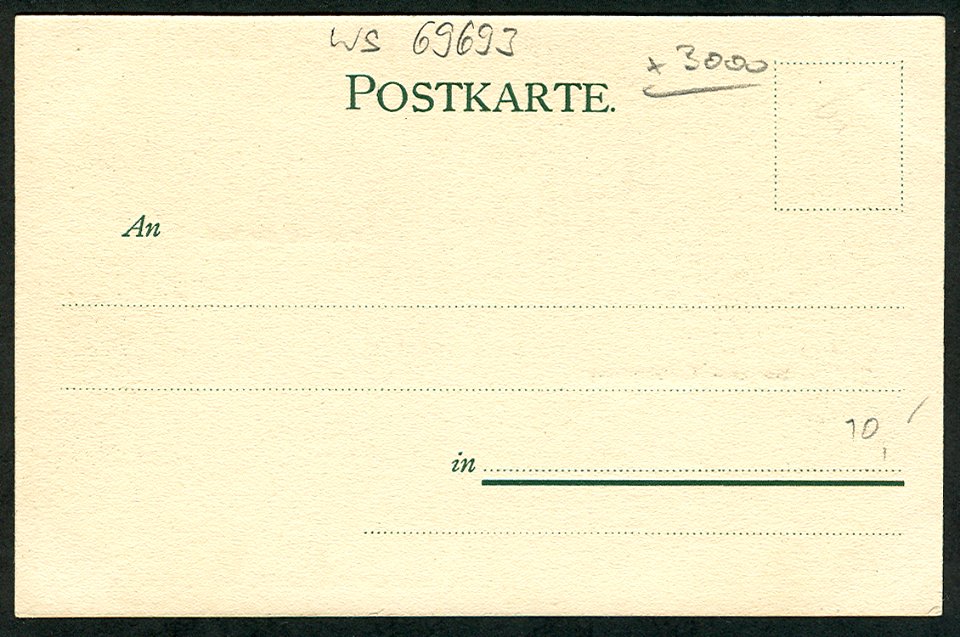 WS 69693
x 3000
POSTKARTE.
An
10,
in